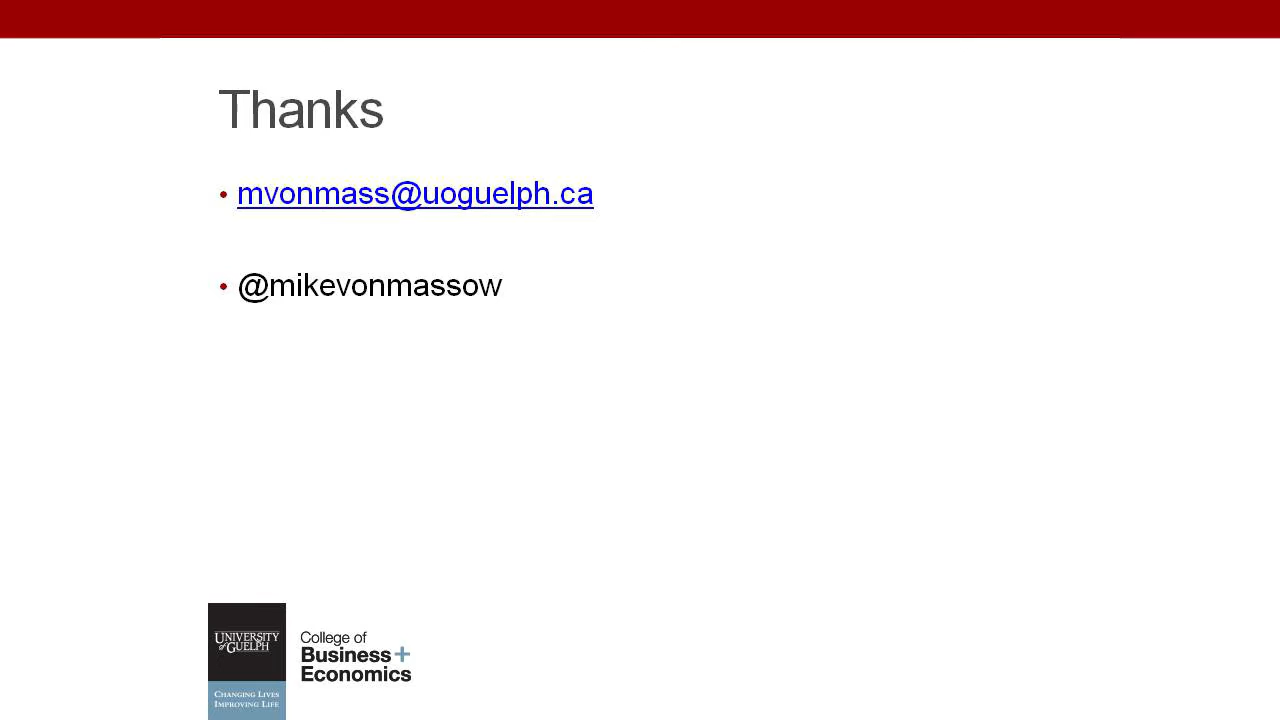 Thanks
• mvonmass@uoguelph.ca
• @mikevonmassow
UNIVERSITY
of GUELPH
CHANGING LIVES
IMPROVING LIFE
College of
Business+
Economics